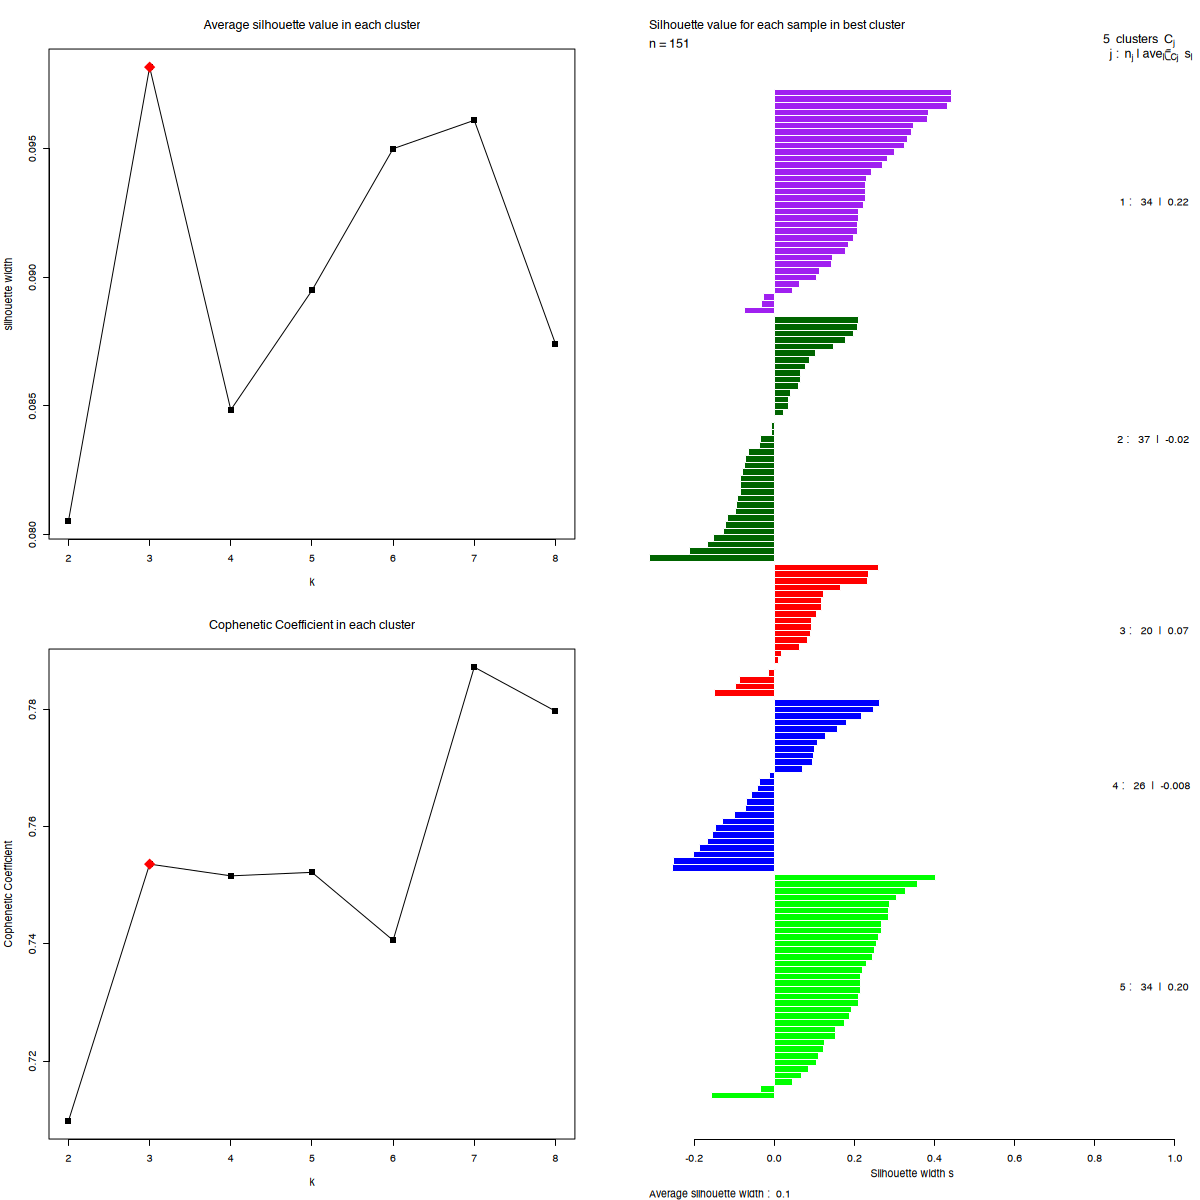 Average silhouette value in each cluster
0.095
0.090
0.085
0.080
silhouette width
2 3 4 5 6 7 8
k
Cophenetic Coefficient in each cluster
0.78
0.76
0.74
0.72
Cophenetic Coefficient
2 3 4 5 6 7 8
k
Silhouette value for each sample in best cluster
n = 151
5 clusters Cj
j : nj | avei∈Cj si
1 : 34 | 0.22
2 : 37 | -0.02
3 : 20 | 0.07
4 : 26 | -0.008
5 : 34 | 0.20
-0.2 0.0 0.2 0.4 0.6 0.8 1.0
Silhouette width s
Average silhouette width : 0.1